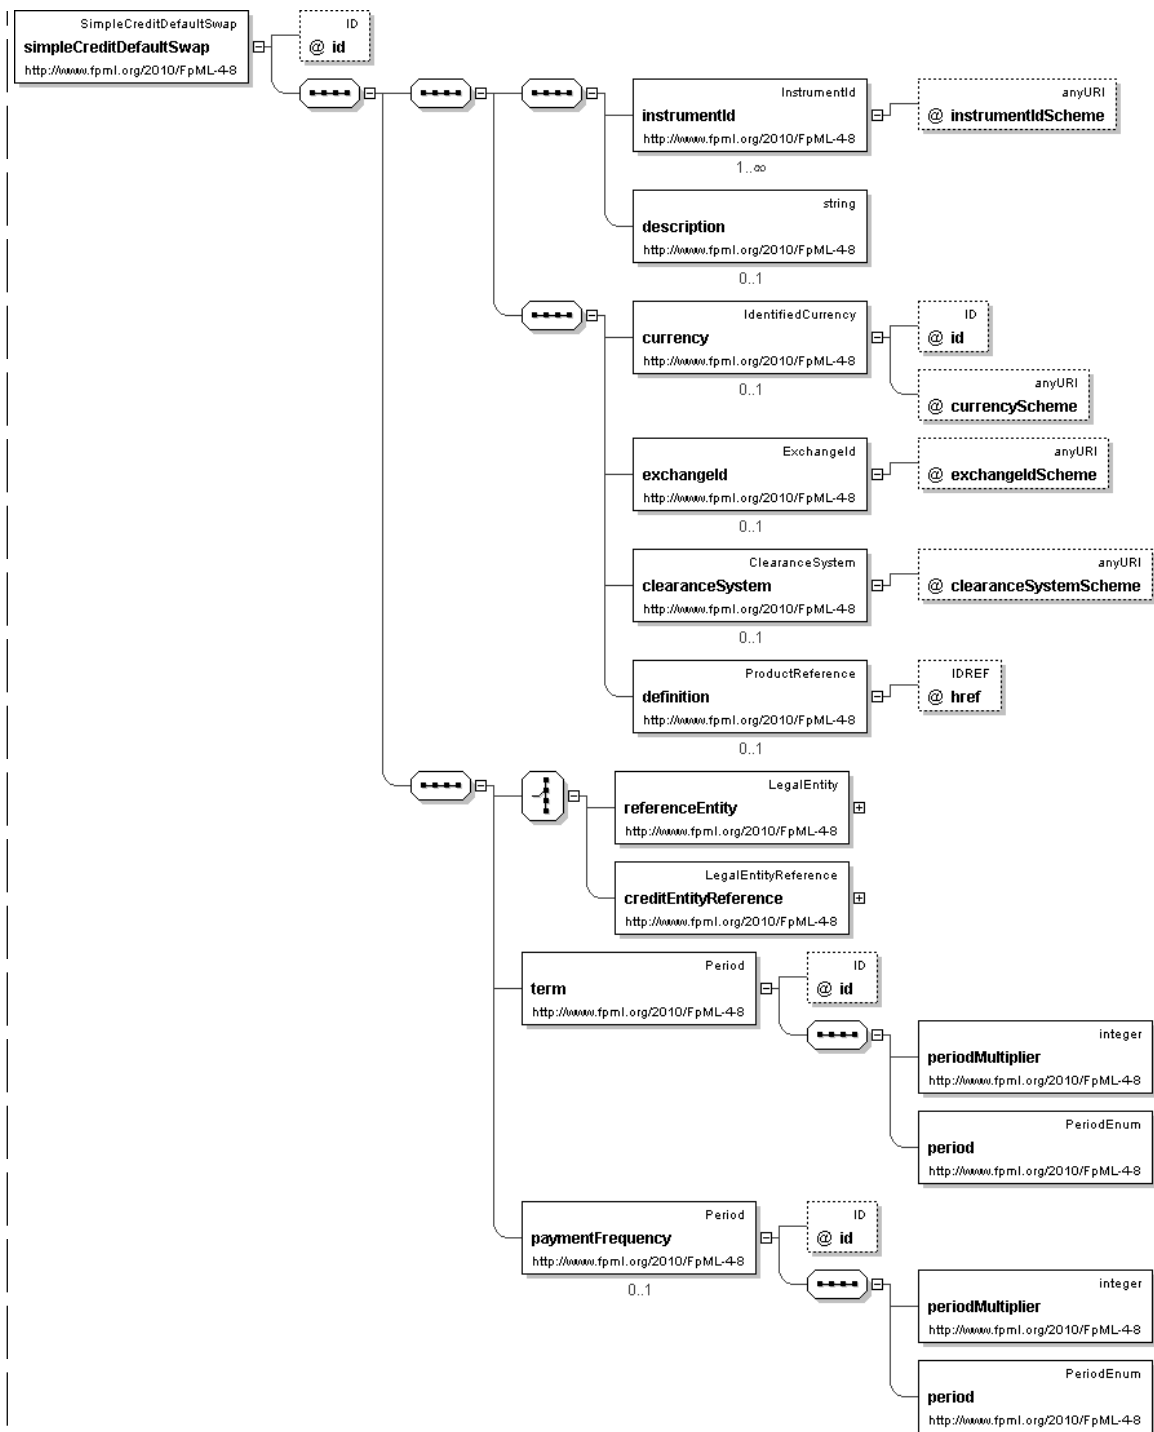 SimpleCreditDefaultSwap
simpleCreditDefaultSwap
http://www.fpml.org/2010/FpML-4-8
ID
@ id
InstrumentId
instrumentId
http://www.fpml.org/2010/FpML-4-8
1..∞
anyURI
@ instrumentIdScheme
string
description
http://www.fpml.org/2010/FpML-4-8
0..1
IdentifiedCurrency
currency
http://www.fpml.org/2010/FpML-4-8
0..1
ID
@ id
anyURI
@ currencyScheme
ExchangeId
exchangeId
http://www.fpml.org/2010/FpML-4-8
0..1
anyURI
@ exchangeIdScheme
ClearanceSystem
clearanceSystem
http://www.fpml.org/2010/FpML-4-8
0..1
anyURI
@ clearanceSystemScheme
ProductReference
definition
http://www.fpml.org/2010/FpML-4-8
0..1
IDREF
@ href
LegalEntity
referenceEntity
http://www.fpml.org/2010/FpML-4-8
LegalEntityReference
creditEntityReference
http://www.fpml.org/2010/FpML-4-8
Period
term
http://www.fpml.org/2010/FpML-4-8
ID
@ id
integer
periodMultiplier
http://www.fpml.org/2010/FpML-4-8
PeriodEnum
period
http://www.fpml.org/2010/FpML-4-8
Period
paymentFrequency
http://www.fpml.org/2010/FpML-4-8
0..1
ID
@ id
integer
periodMultiplier
http://www.fpml.org/2010/FpML-4-8
PeriodEnum
period
http://www.fpml.org/2010/FpML-4-8